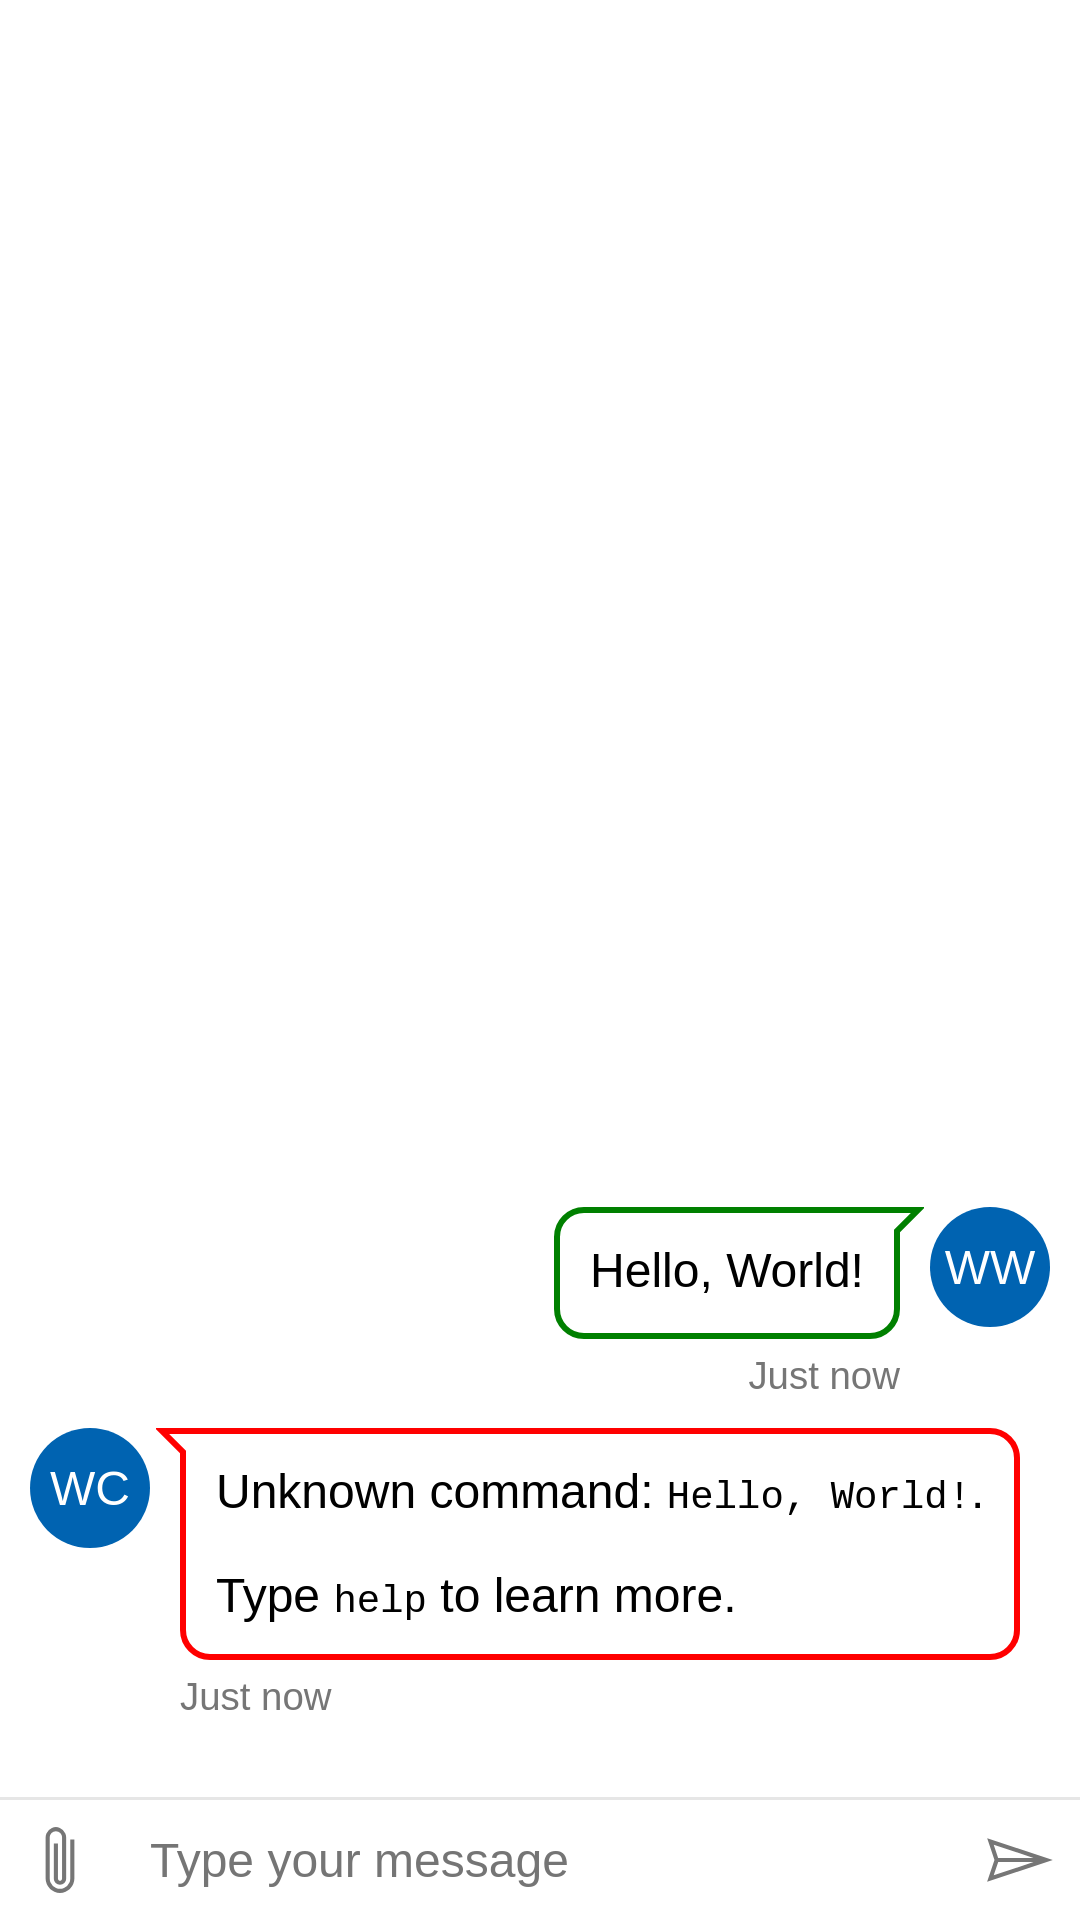 Hello, World!
WW
Just now
WC
Unknown command: Hello, World!.
Type help to learn more.
Just now
Type your message